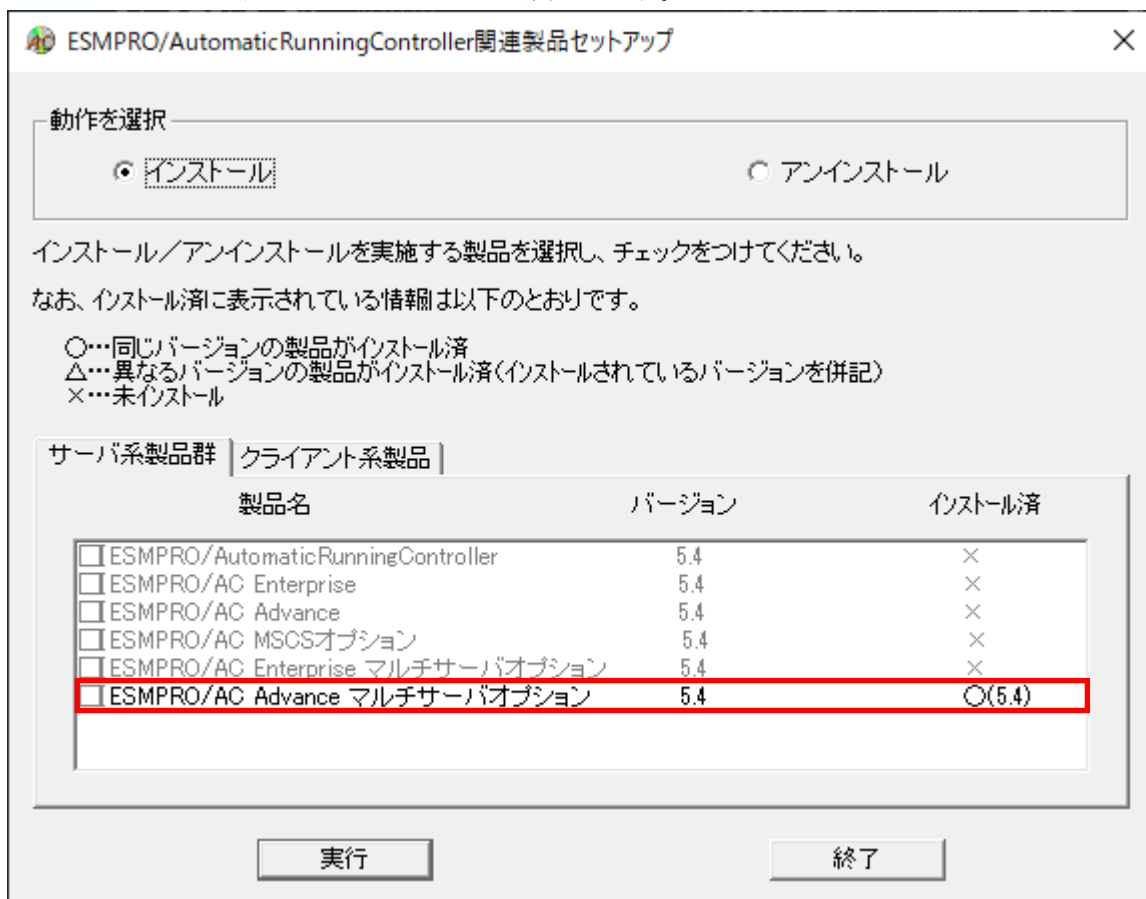 ESMPRO/AutomaticRunningController関連製品セットアップ
動作を選択
インストール アンインストール
インストール／アンインストールを実施する製品を選択し、チェックをつけてください。
なお、インストール済に表示されている情報は以下のとおりです。
○…同じバージョンの製品がインストール済
△…異なるバージョンの製品がインストール済(インストールされているバージョンを併記)
×…未インストール
サーバ系製品群 クライアント系製品
製品名 バージョン インストール済
ESMPRO/AutomaticRunningController 5.4 ×
ESMPRO/AC Enterprise 5.4 ×
ESMPRO/AC Advance 5.4 ×
ESMPRO/AC MSCSオプション 5.4 ×
ESMPRO/AC Enterprise マルチサーバオプション 5.4 ×
ESMPRO/AC Advance マルチサーバオプション 5.4 ○(5.4)
実行 終了